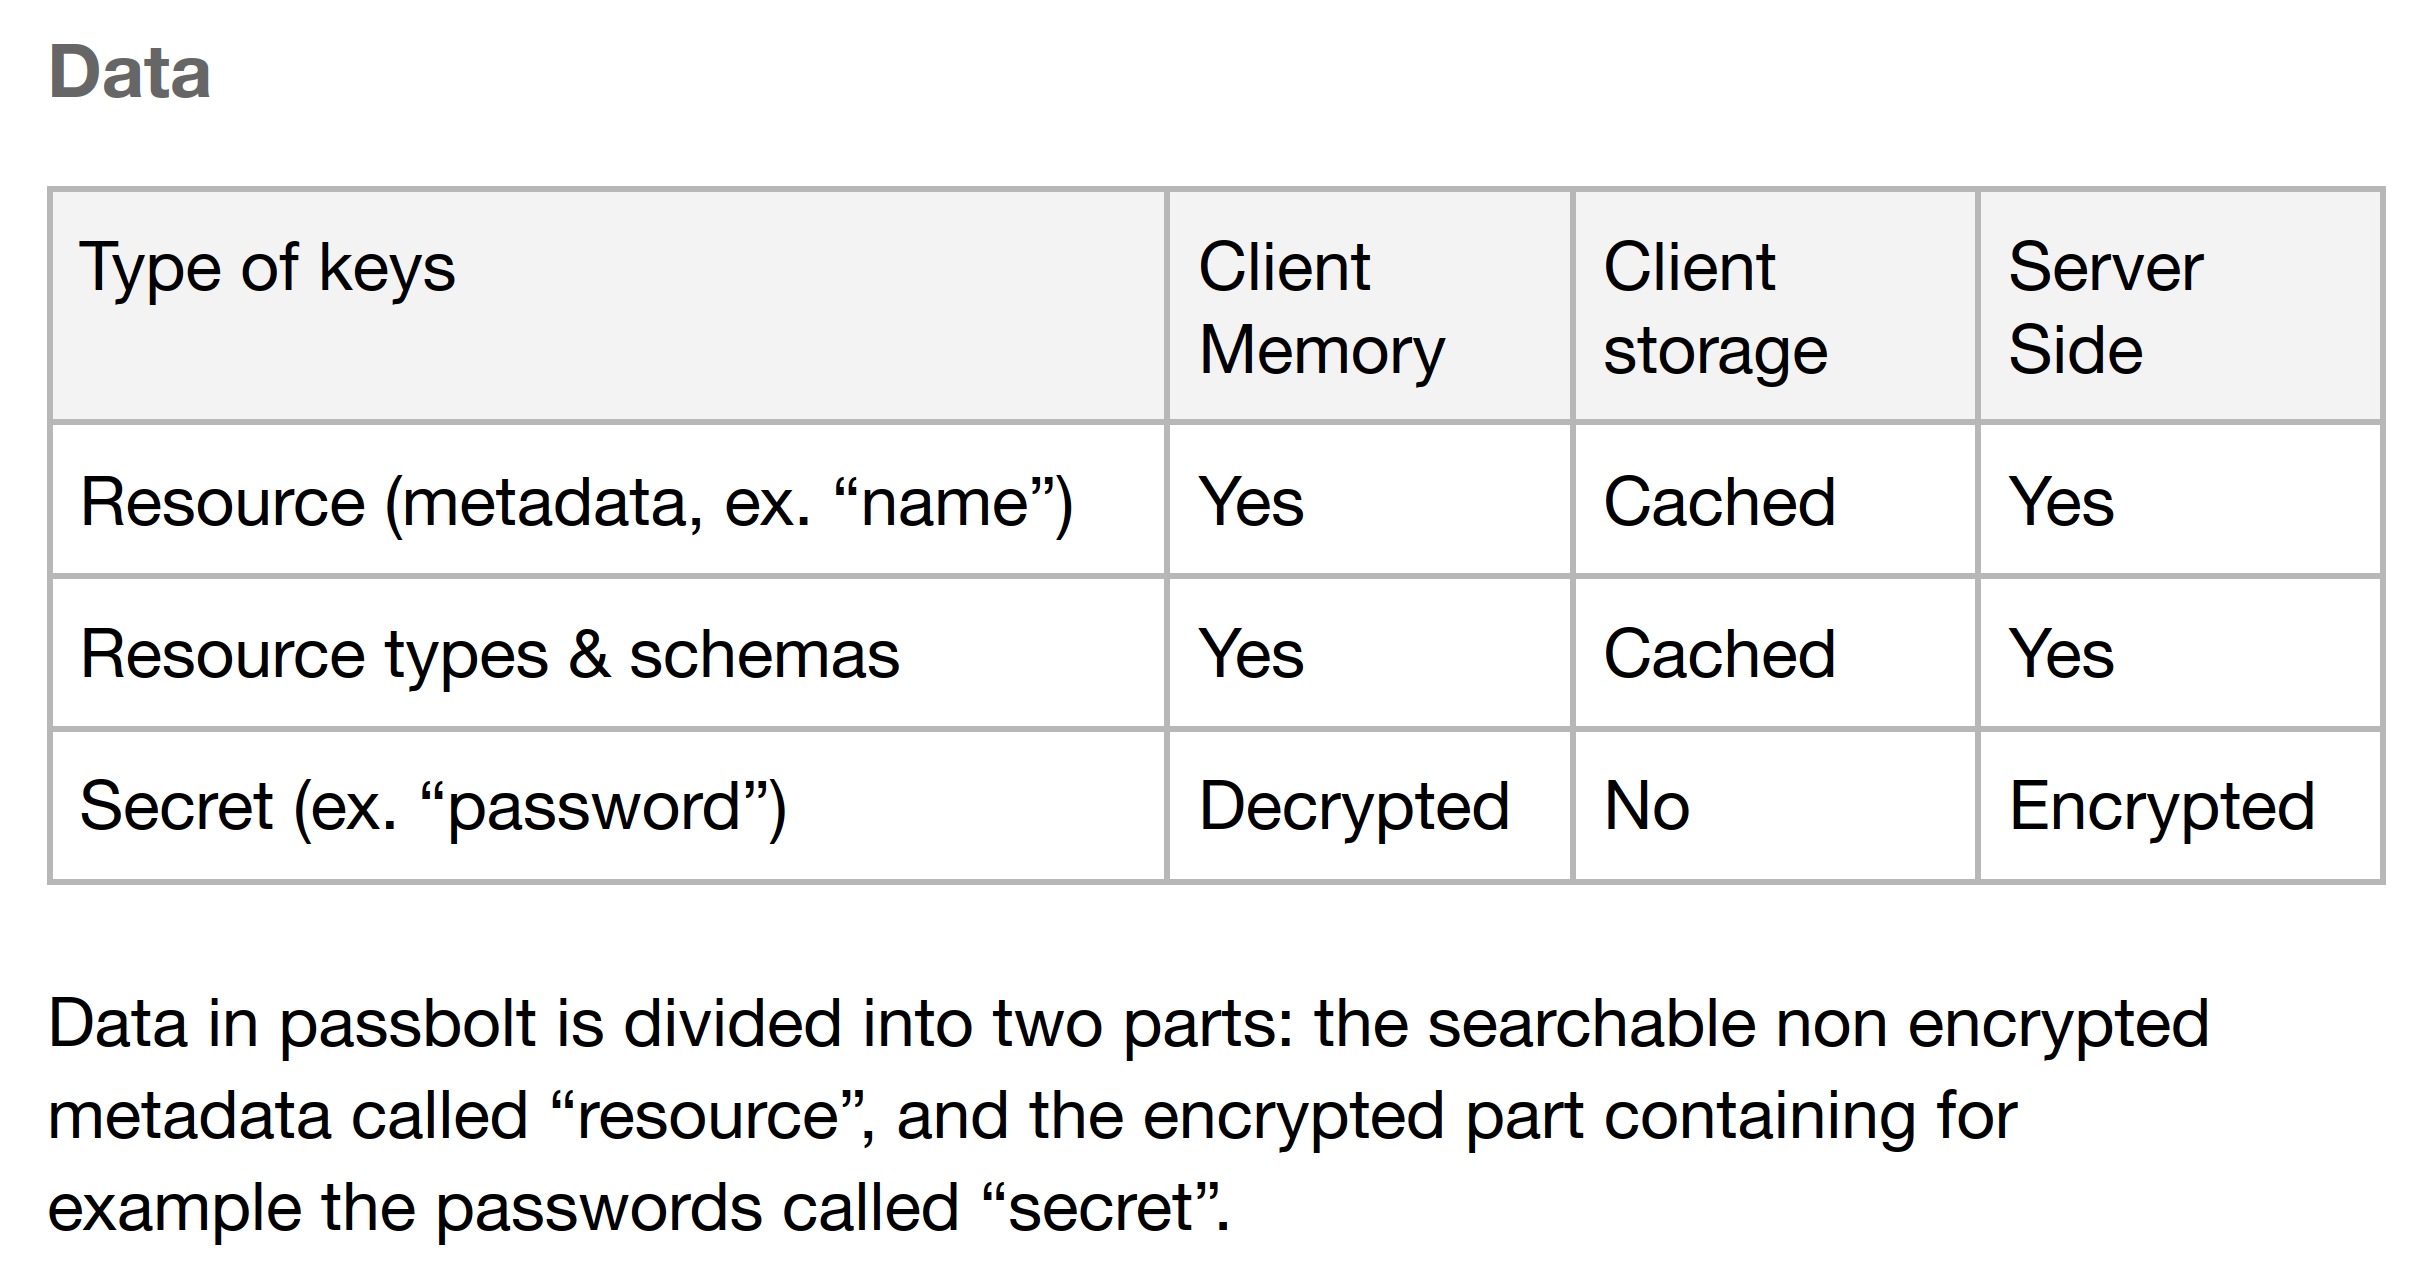 Data
Type of keys
Client
Memory
Client
storage
Server
Side
Resource (metadata, ex. “name”)
Yes
Cached
Yes
Resource types & schemas
Yes
Cached
Yes
Secret (ex. “password”)
Decrypted
No
Encrypted
Data in passbolt is divided into two parts: the searchable non encrypted
metadata called “resource”, and the encrypted part containing for
example the passwords called “secret”.